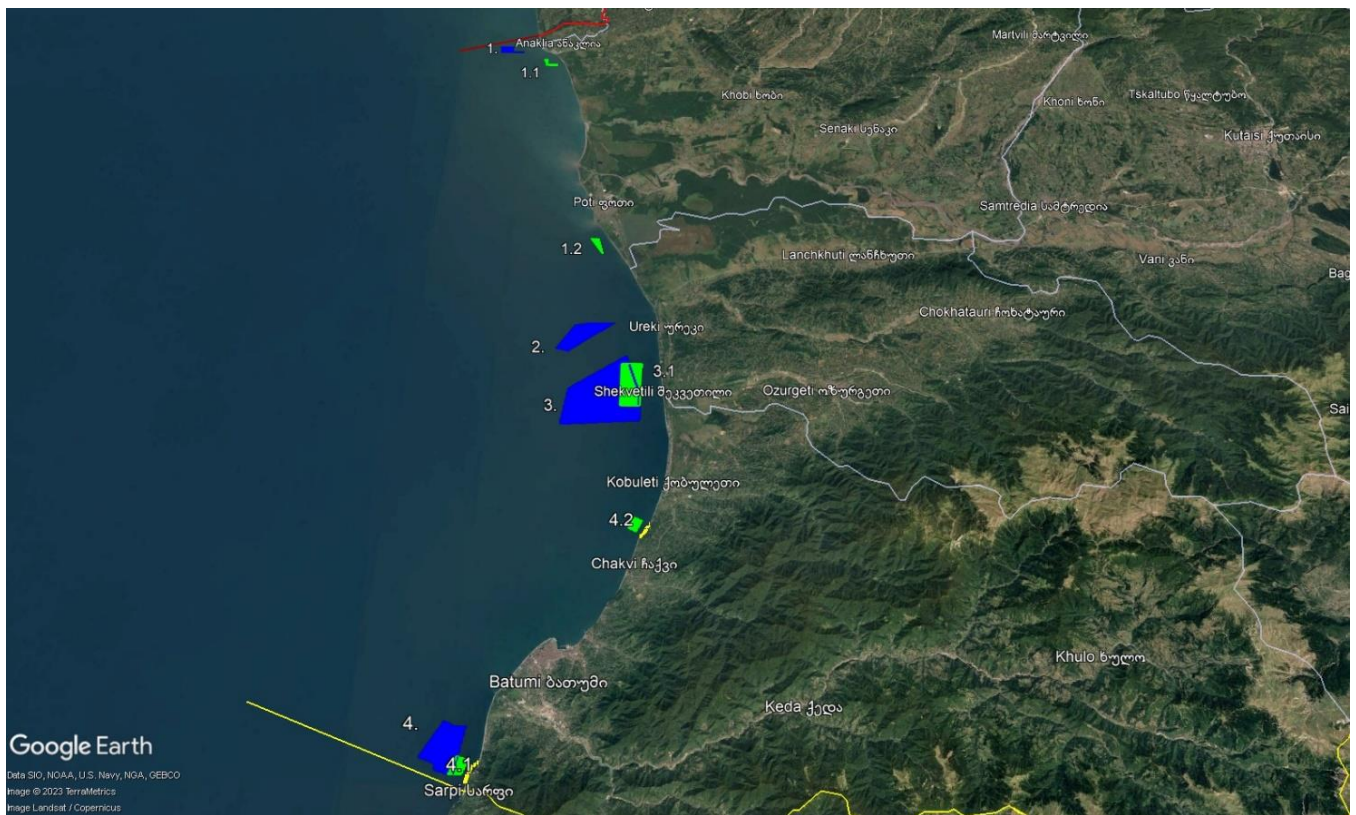 Anaklia ანაკლია
Martvili მარტვილი
1.
1.1
Khobi ხობი
Khoni ხონი
Tskaltubo წყალტუბო
Senaki სენაკი
Kutaisi ქუთაისი
Poti ფოთი
Samtredia სამტრედია
1.2
Lanchkhuti ლანჩხუთი
Vani ვანი
Bag
Chokhatauri ჩოხატაური
Ureki ურეკი
2.
3.1
Shekvetili შეკვეთილი
Ozurgeti ოზურგეთი
3.
Sai
Kobuleti ქობულეთი
4.2
Chakvi ჩაქვი
Khulo ხულო
Batumi ბათუმი
Keda ქედა
4.
Google Earth
4.1
Data SIO, NOAA, U.S. Navy, NGA, GEBCO
Image © 2023 TerraMetrics
Sarpi სარფი
Image Landsat / Copernicus